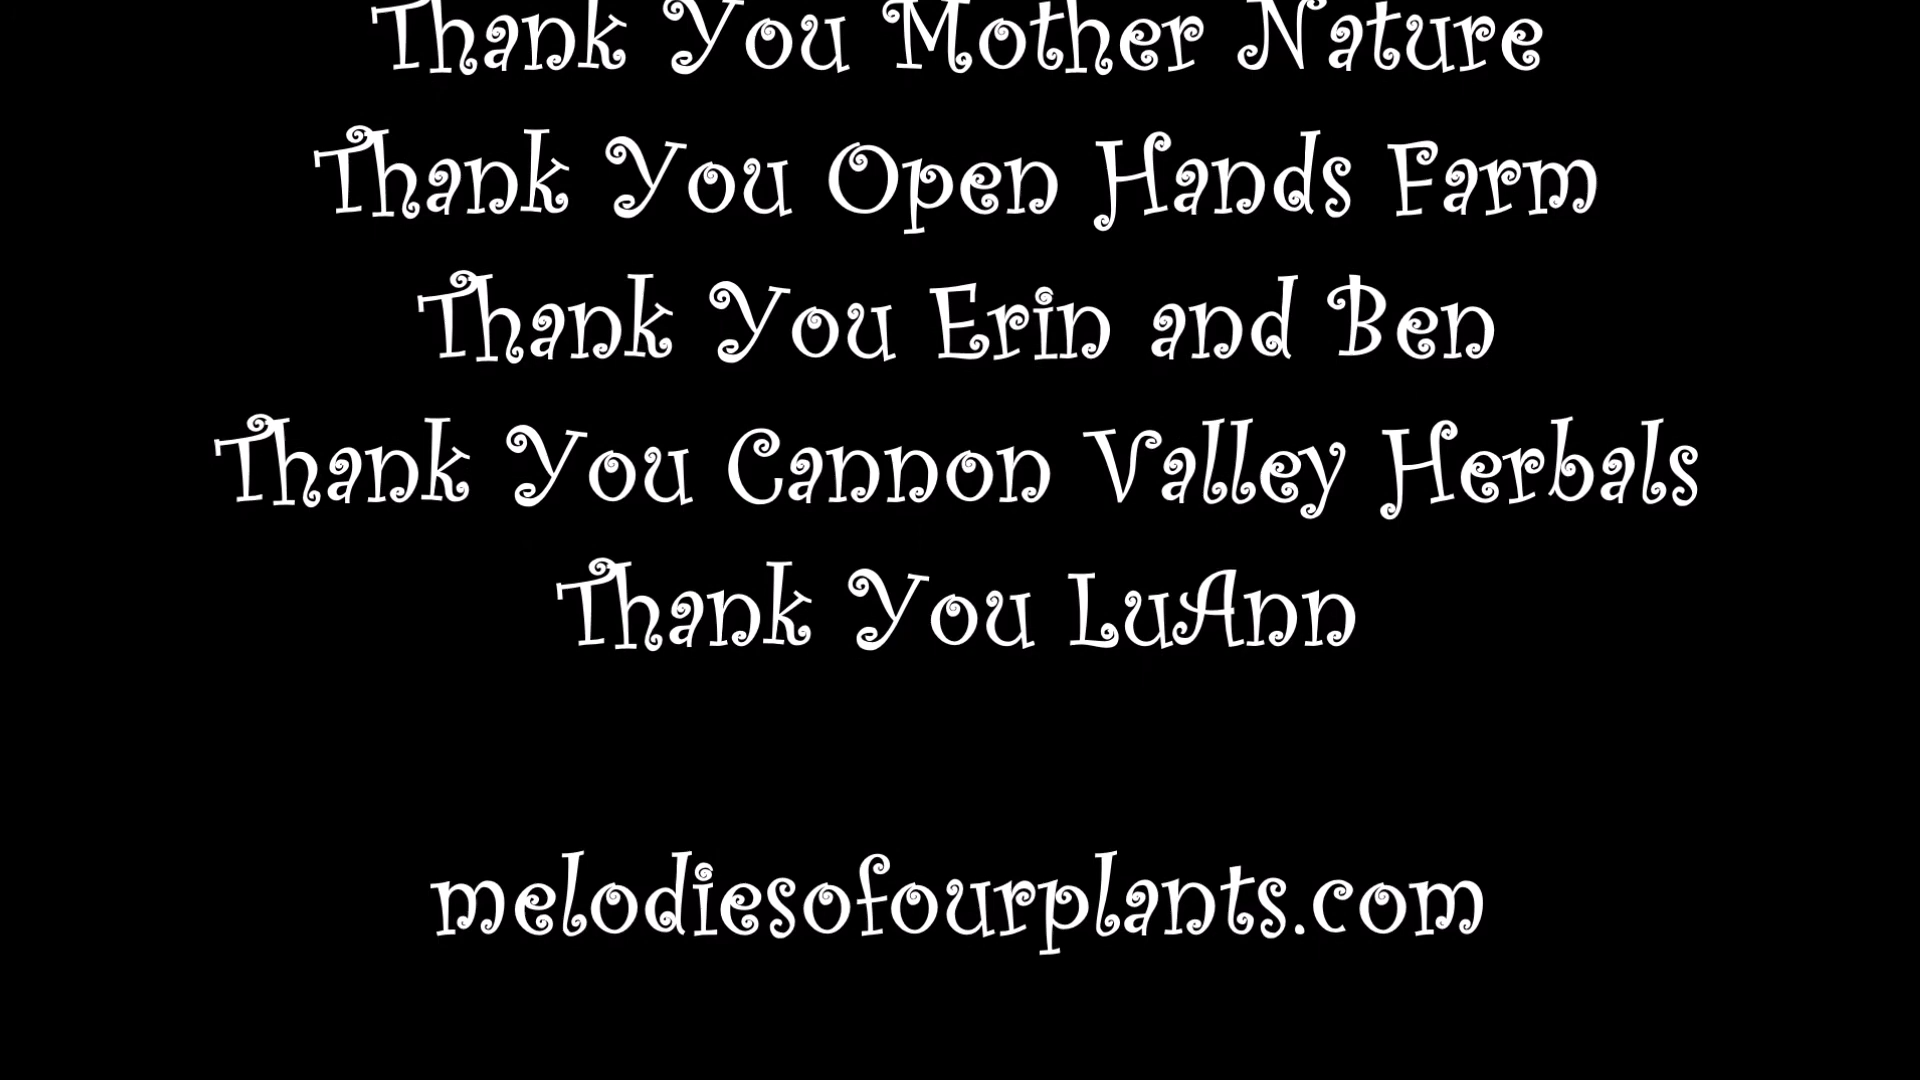 Thank You Mother Nature
Thank You Open Hands Farm
Thank You Erin and Ben
Thank You Cannon Valley Herbals
Thank You LuAnn
melodiesofourplants.com